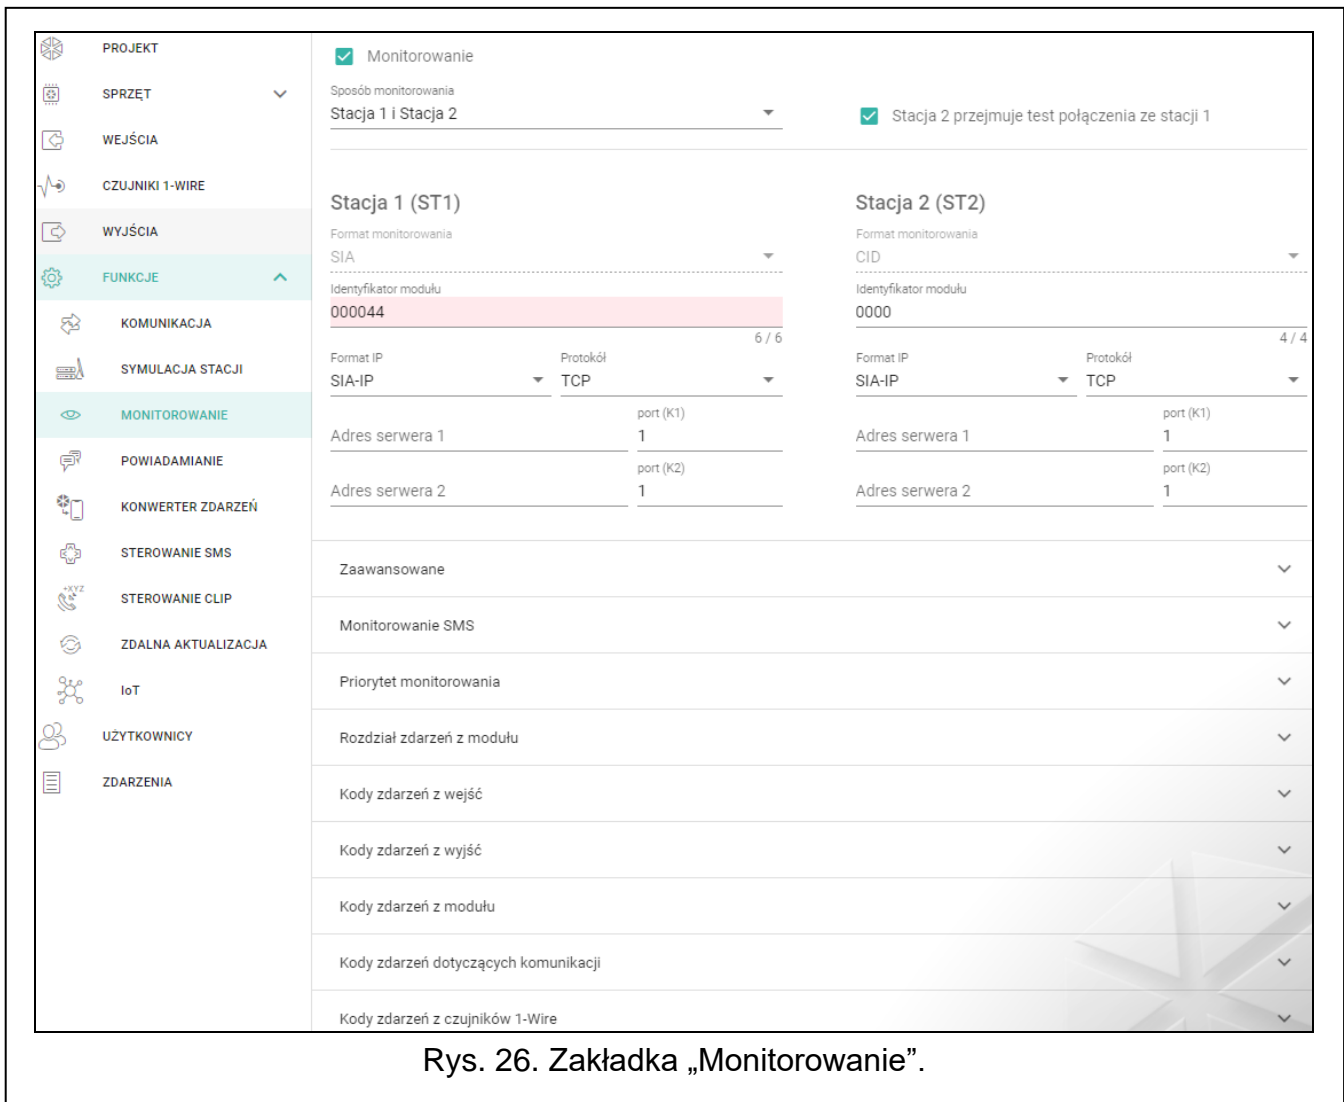 PROJEKT
SPRZĘT
WEJŚCIA
CZUJNIKI 1-WIRE
WYJŚCIA
FUNKCJE
KOMUNIKACJA
SYMULACJA STACJI
MONITOROWANIE
POWIADAMIANIE
KONWERTER ZDARZEŃ
STEROWANIE SMS
+XYZ
STEROWANIE CLIP
ZDALNA AKTUALIZACJA
IoT
UŻYTKOWNICY
ZDARZENIA
Monitorowanie
Sposób monitorowania
Stacja 1 i Stacja 2
Stacja 2 przejmuje test połączenia ze stacji 1
Stacja 1 (ST1)
Format monitorowania
SIA
Identyfikator modułu
000044
6 / 6
Format IP
Protokół
SIA-IP
TCP
port (K1)
Adres serwera 1
1
port (K2)
Adres serwera 2
1
Stacja 2 (ST2)
Format monitorowania
CID
Identyfikator modułu
0000
4 / 4
Format IP
Protokół
SIA-IP
TCP
port (K1)
Adres serwera 1
1
port (K2)
Adres serwera 2
1
Zaawansowane
Monitorowanie SMS
Priorytet monitorowania
Rozdział zdarzeń z modułu
Kody zdarzeń z wejść
Kody zdarzeń z wyjść
Kody zdarzeń z modułu
Kody zdarzeń dotyczących komunikacji
Kody zdarzeń z czujników 1-Wire
Rys. 26. Zakładka „Monitorowanie”.